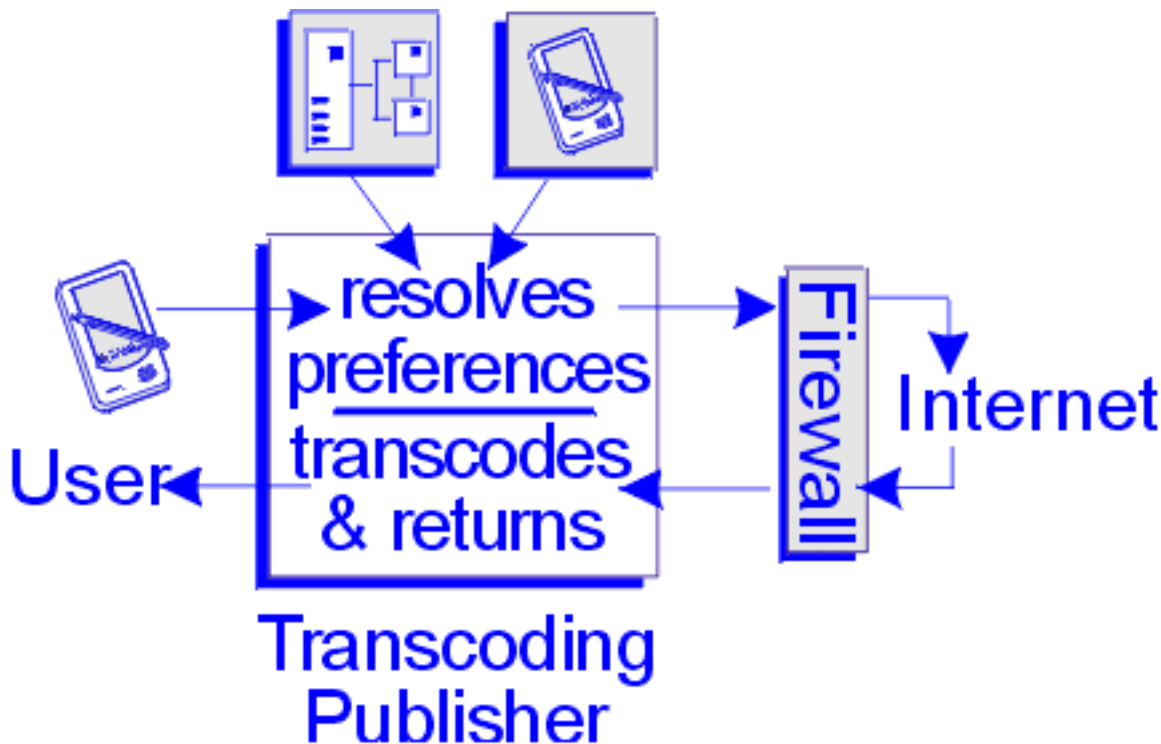 resolves
preferences
transcodes
& returns
Firewall
Internet
User
Transcoding
Publisher